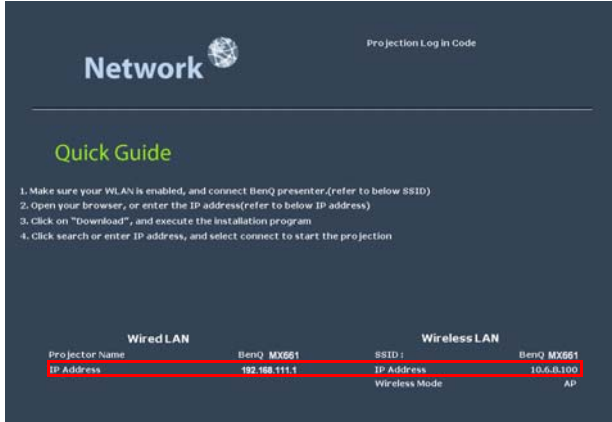 Network
Projection Log in Code
Quick Guide
1. Make sure your WLAN is enabled, and connect BenQ presenter.(refer to below SSID)
2. Open your browser, or enter the IP address(refer to below IP address)
3. Click on "Download", and execute the installation program
4. Click search or enter IP address, and select connect to start the projection
Wired LAN Wireless LAN
Projector Name BenQ MX661 SSID : BenQ MX661
IP Address 192.168.111.1 IP Address 10.6.8.100
Wireless Mode AP